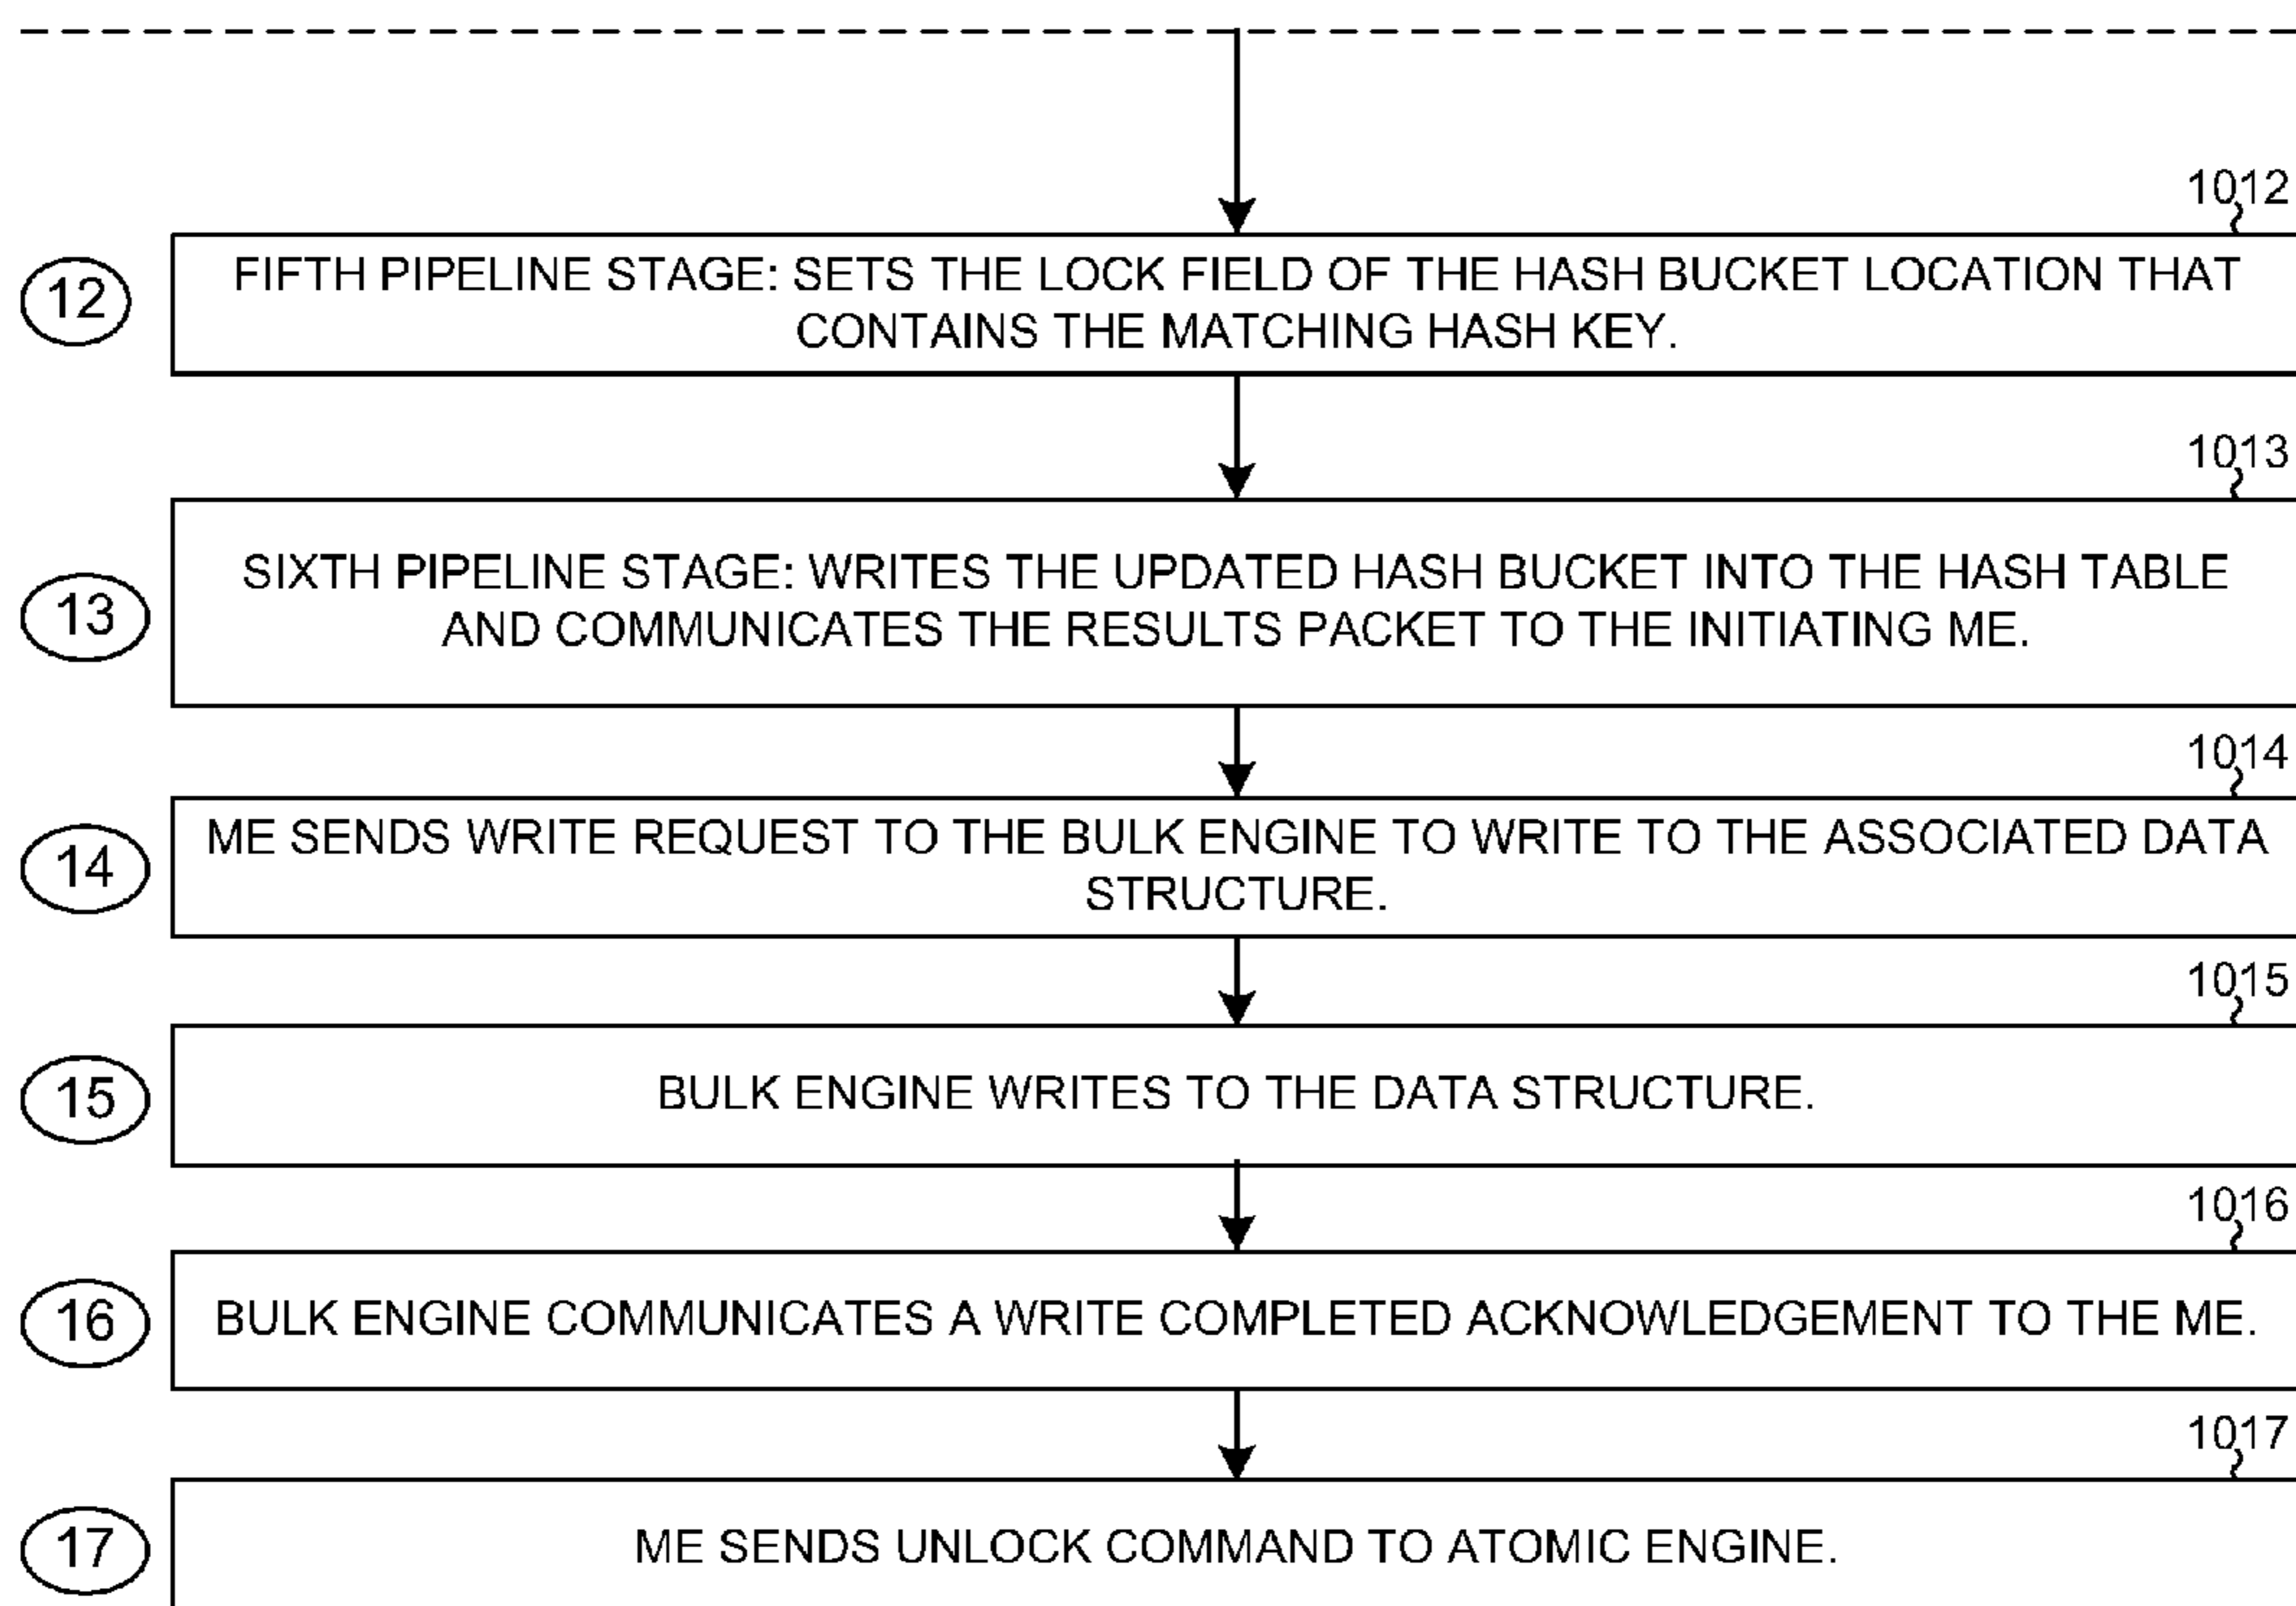 1012
12
FIFTH PIPELINE STAGE: SETS THE LOCK FIELD OF THE HASH BUCKET LOCATION THAT
CONTAINS THE MATCHING HASH KEY.
1013
13
SIXTH PIPELINE STAGE: WRITES THE UPDATED HASH BUCKET INTO THE HASH TABLE
AND COMMUNICATES THE RESULTS PACKET TO THE INITIATING ME.
1014
14
ME SENDS WRITE REQUEST TO THE BULK ENGINE TO WRITE TO THE ASSOCIATED DATA
STRUCTURE.
1015
15
BULK ENGINE WRITES TO THE DATA STRUCTURE.
1016
16
BULK ENGINE COMMUNICATES A WRITE COMPLETED ACKNOWLEDGEMENT TO THE ME.
1017
17
ME SENDS UNLOCK COMMAND TO ATOMIC ENGINE.